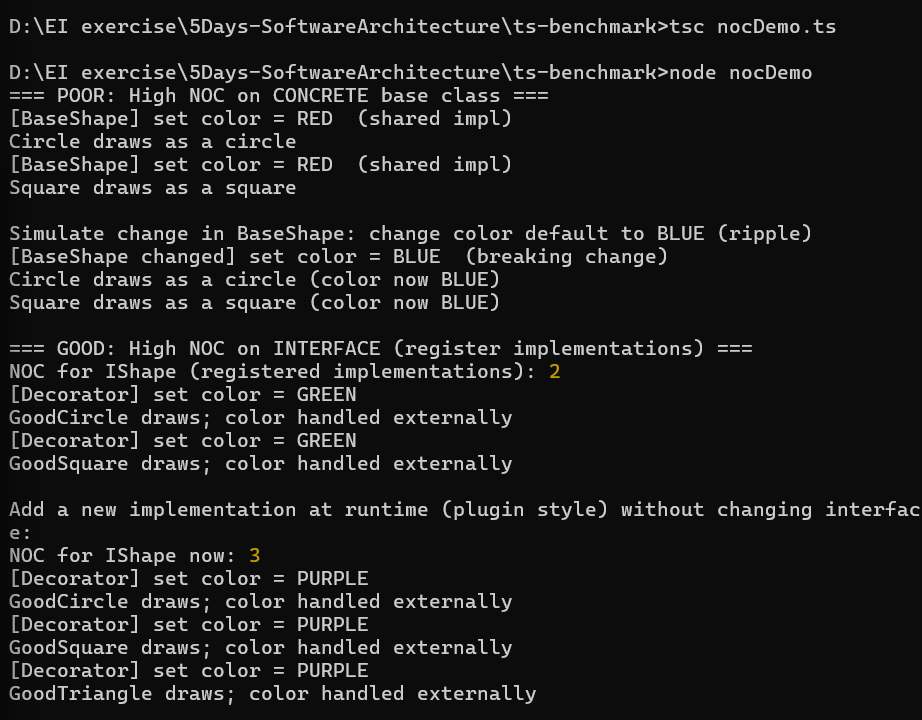 D:\EI exercise\5Days-SoftwareArchitecture\ts-benchmark>tsc nocDemo.ts
D:\EI exercise\5Days-SoftwareArchitecture\ts-benchmark>node nocDemo
=== POOR: High NOC on CONCRETE base class ===
[BaseShape] set color = RED  (shared impl)
Circle draws as a circle
[BaseShape] set color = RED  (shared impl)
Square draws as a square
Simulate change in BaseShape: change color default to BLUE (ripple)
[BaseShape changed] set color = BLUE  (breaking change)
Circle draws as a circle (color now BLUE)
Square draws as a square (color now BLUE)
=== GOOD: High NOC on INTERFACE (register implementations) ===
NOC for IShape (registered implementations): 2
[Decorator] set color = GREEN
GoodCircle draws; color handled externally
[Decorator] set color = GREEN
GoodSquare draws; color handled externally
Add a new implementation at runtime (plugin style) without changing interfac
e:
NOC for IShape now: 3
[Decorator] set color = PURPLE
GoodCircle draws; color handled externally
[Decorator] set color = PURPLE
GoodSquare draws; color handled externally
[Decorator] set color = PURPLE
GoodTriangle draws; color handled externally